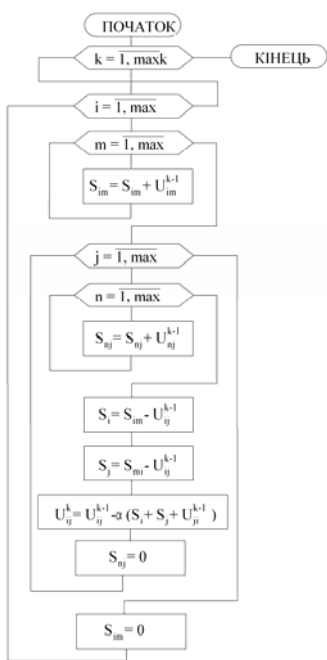 ПОЧАТОК
k = 1, maxk
КІНЕЦЬ
i = 1, max
m = 1, max
S_im = S_im + U_im^k-1
j = 1, max
n = 1, max
S_nj = S_nj + U_nj^k-1
S_i = S_im - U_ij^k-1
S_j = S_mi - U_ij^k-1
U_ij^k = U_ij^k-1 -α (S_i + S_j + U_ji^k-1)
S_nj = 0
S_im = 0